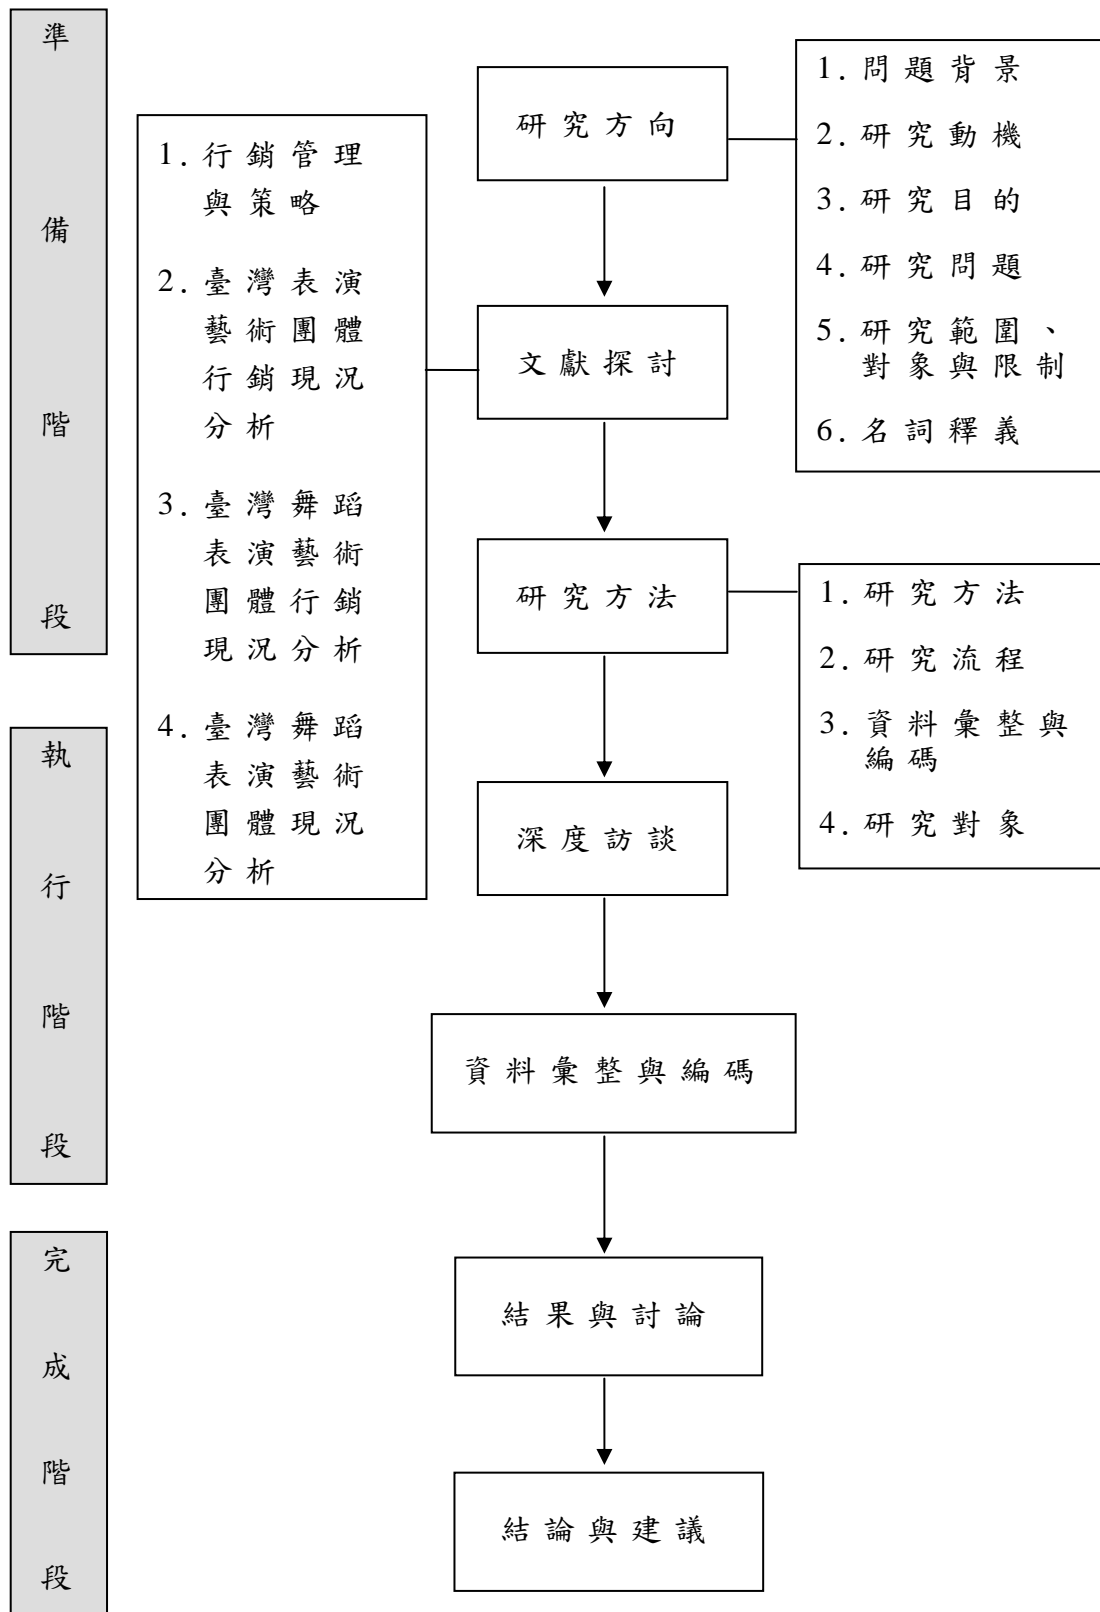 準備階段
研究方向
1. 問題背景
2. 研究動機
3. 研究目的
4. 研究問題
5. 研究範圍、
對象與限制
6. 名詞釋義
1. 行銷管理
與策略
2. 臺灣表演
藝術團體
行銷現況
分析
3. 臺灣舞蹈
表演藝術
團體行銷
現況分析
4. 臺灣舞蹈
表演藝術
團體現況
分析
文獻探討
研究方法
1. 研究方法
2. 研究流程
3. 資料彙整與
編碼
4. 研究對象
執行階段
深度訪談
資料彙整與編碼
完成階段
結果與討論
結論與建議